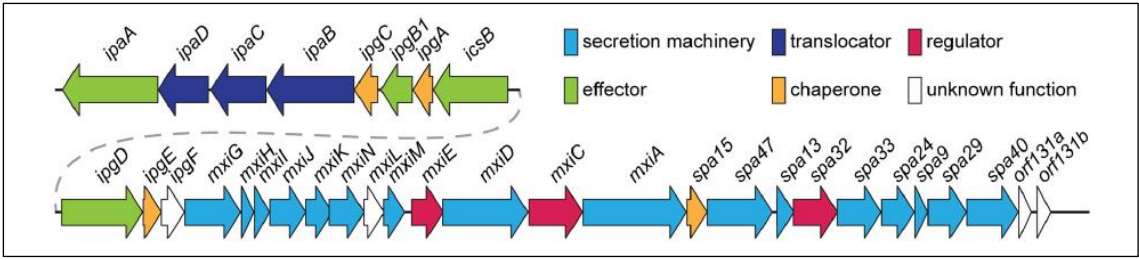 ipaA ipaD ipaC ipaB ipgC ipgB1 ipgA icsB
secretion machinery translocator regulator
effector chaperone unknown function
ipgD ipgE ipgF mxiG mxiH mxiI mxiJ mxiK mxiN mxiL mxiM mxiE mxiD mxiC mxiA spa15 spa47 spa13 spa32 spa33 spa24 spa9 spa29 spa40 orf131a orf131b